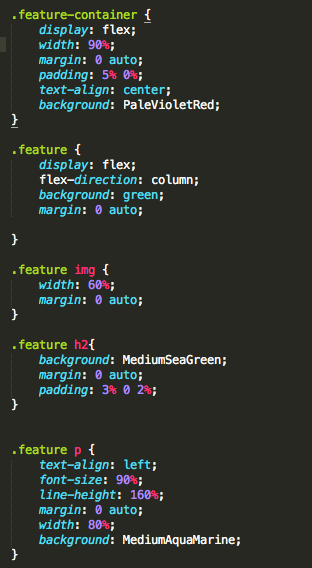 .feature-container {
    display: flex;
    width: 90%;
    margin: 0 auto;
    padding: 5% 0%;
    text-align: center;
    background: PaleVioletRed;
}
.feature {
    display: flex;
    flex-direction: column;
    background: green;
    margin: 0 auto;
}
.feature img {
    width: 60%;
    margin: 0 auto;
}
.feature h2{
    background: MediumSeaGreen;
    margin: 0 auto;
    padding: 3% 0 2%;
}
.feature p {
    text-align: left;
    font-size: 90%;
    line-height: 160%;
    margin: 0 auto;
    width: 80%;
    background: MediumAquaMarine;
}